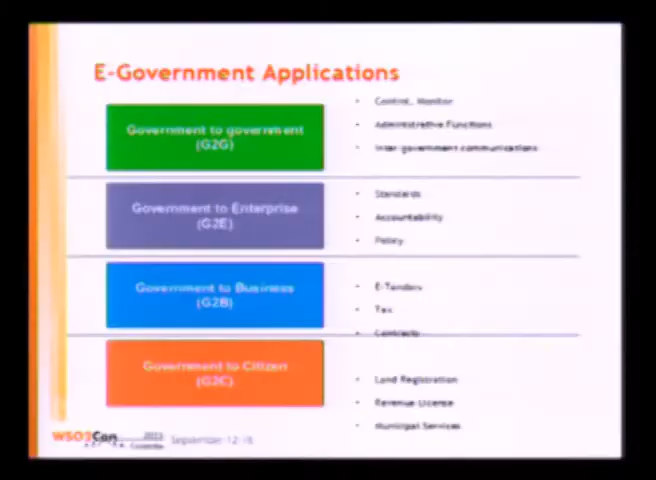 E-Government Applications
Government to government
(G2G)
• Control, Monitor
• Administrative Functions
• Inter-government communications
Government to Enterprise
(G2E)
• Standards
• Accountability
• Policy
Government to Business
(G2B)
• E-Tenders
• Tax
• Contracts
Government to Citizen
(G2C)
• Land Registration
• Revenue License
• Municipal Services
WSO2Con 2011
Colombo
September 12-16